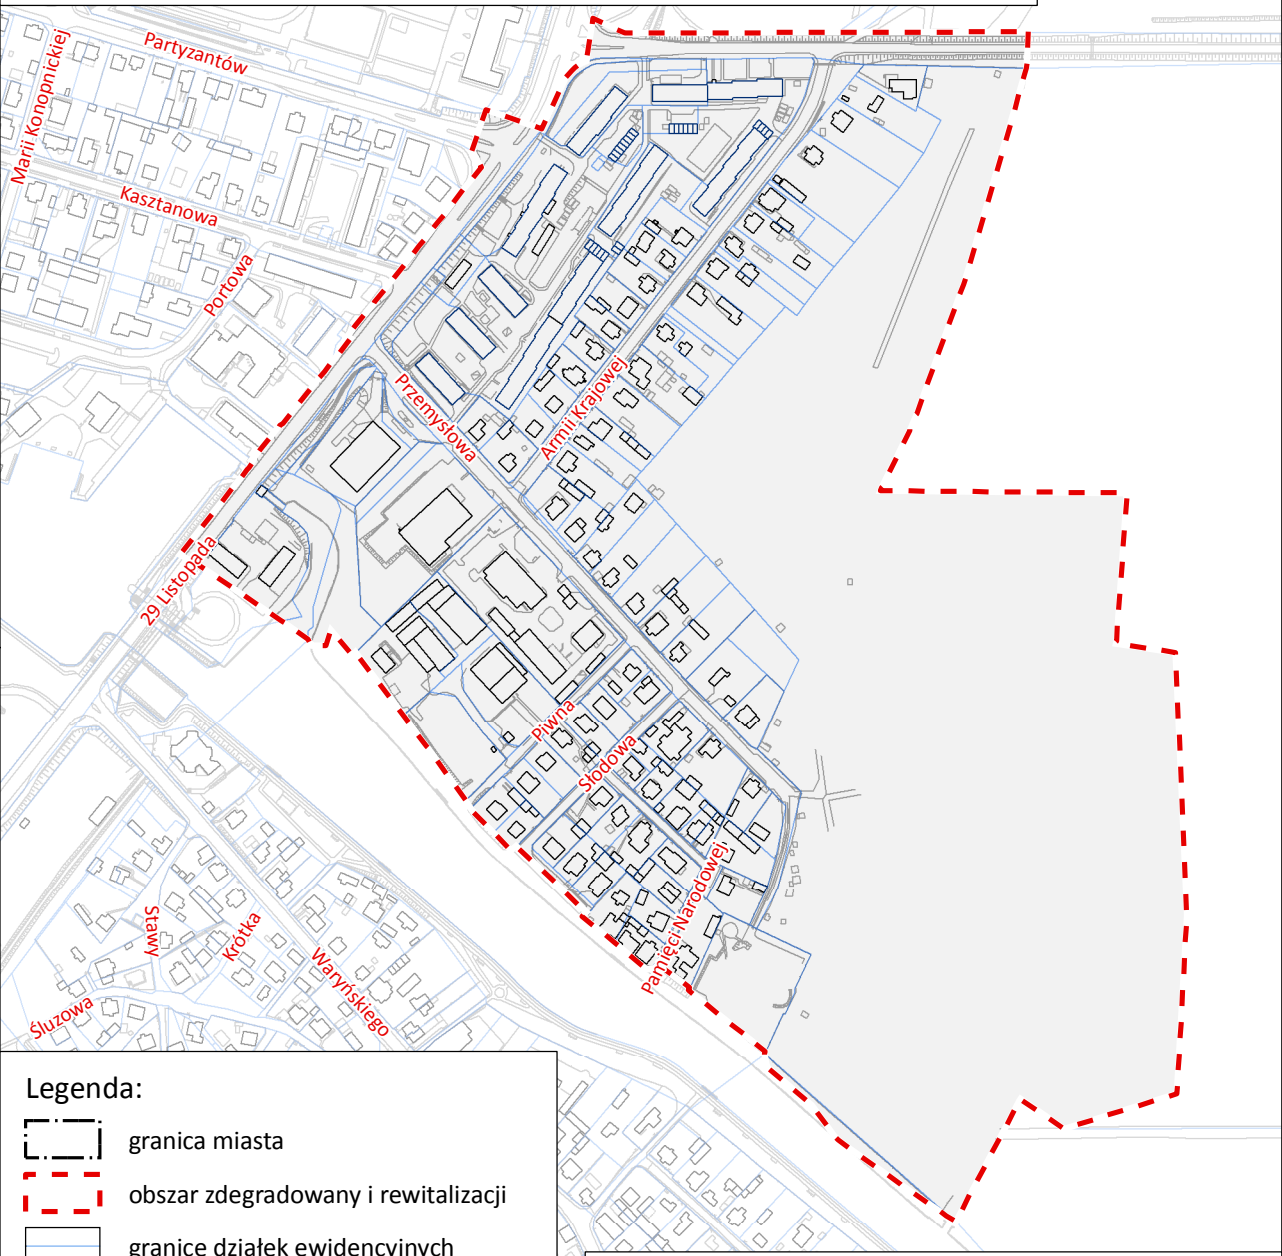 Partyzantów
Marii Konopnickiej
Kasztanowa
Portowa
Przemysłowa
Armii Krajowej
29 Listopada
Piwna
Słodowa
Pamięci Narodowej
Stawy
Krótka
Waryńskiego
Śluzowa
Legenda:
granica miasta
obszar zdegradowany i rewitalizacji
granice działek ewidencyjnych